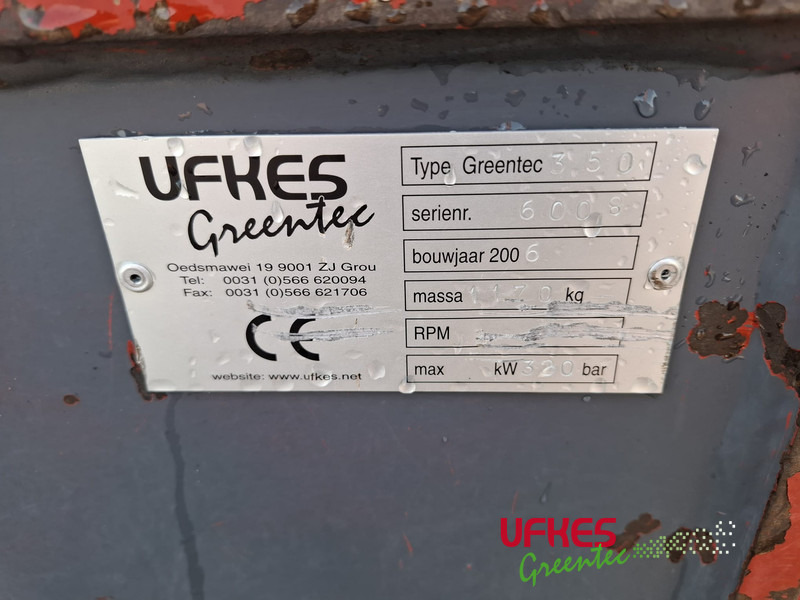 UFKES
Greentec
Oedsmawei 19 9001 ZJ Grou
Tel: 0031 (0)566 620094
Fax: 0031 (0)566 621706
CE
website: www.ufkes.net
Type Greentec 350
serienr. 6008
bouwjaar 2006
massa 1170 kg
RPM
max kW 320 bar
UFKES
Greentec